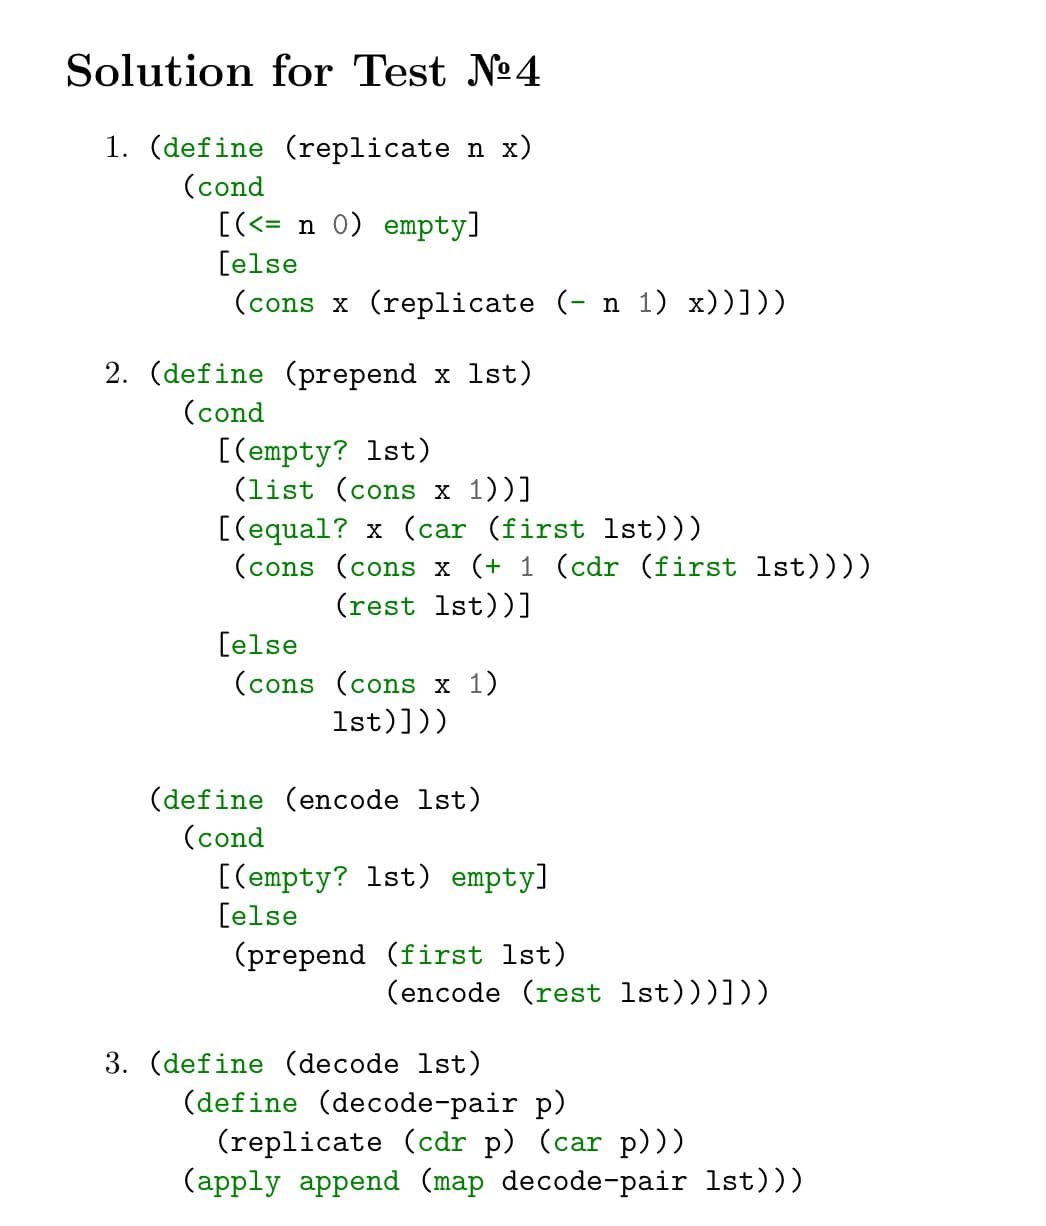 Solution for Test №4
1. (define (replicate n x)
(cond
[(<= n 0) empty]
[else
(cons x (replicate (- n 1) x))]))
2. (define (prepend x lst)
(cond
[(empty? lst)
(list (cons x 1))]
[(equal? x (car (first lst)))
(cons (cons x (+ 1 (cdr (first lst))))
(rest lst))]
[else
(cons (cons x 1)
lst)]))
(define (encode lst)
(cond
[(empty? lst) empty]
[else
(prepend (first lst)
(encode (rest lst)))]))
3. (define (decode lst)
(define (decode-pair p)
(replicate (cdr p) (car p)))
(apply append (map decode-pair lst)))